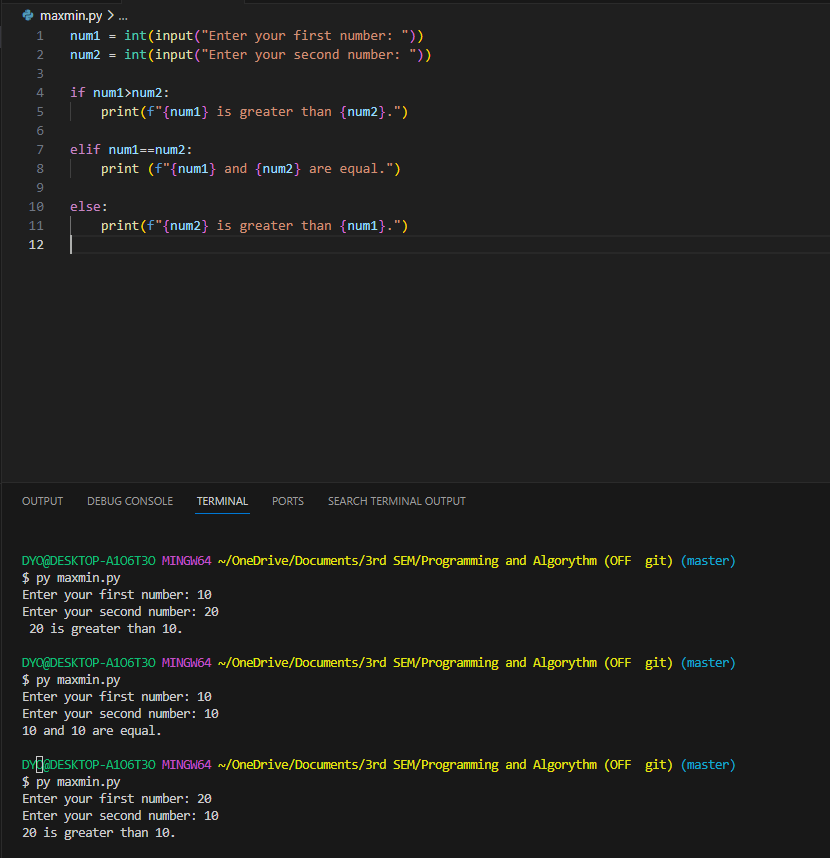 maxmin.py > ...
1 num1 = int(input("Enter your first number: "))
2 num2 = int(input("Enter your second number: "))
3
4 if num1>num2:
5     print(f"{num1} is greater than {num2}.")
6
7 elif num1==num2:
8     print (f"{num1} and {num2} are equal.")
9
10 else:
11     print(f"{num2} is greater than {num1}.")
12
OUTPUT DEBUG CONSOLE TERMINAL PORTS SEARCH TERMINAL OUTPUT
DYO@DESKTOP-A1O6T3O MINGW64 ~/OneDrive/Documents/3rd SEM/Programming and Algorythm (OFF  git) (master)
$ py maxmin.py
Enter your first number: 10
Enter your second number: 20
 20 is greater than 10.
DYO@DESKTOP-A1O6T3O MINGW64 ~/OneDrive/Documents/3rd SEM/Programming and Algorythm (OFF  git) (master)
$ py maxmin.py
Enter your first number: 10
Enter your second number: 10
10 and 10 are equal.
DYO@DESKTOP-A1O6T3O MINGW64 ~/OneDrive/Documents/3rd SEM/Programming and Algorythm (OFF  git) (master)
$ py maxmin.py
Enter your first number: 20
Enter your second number: 10
20 is greater than 10.